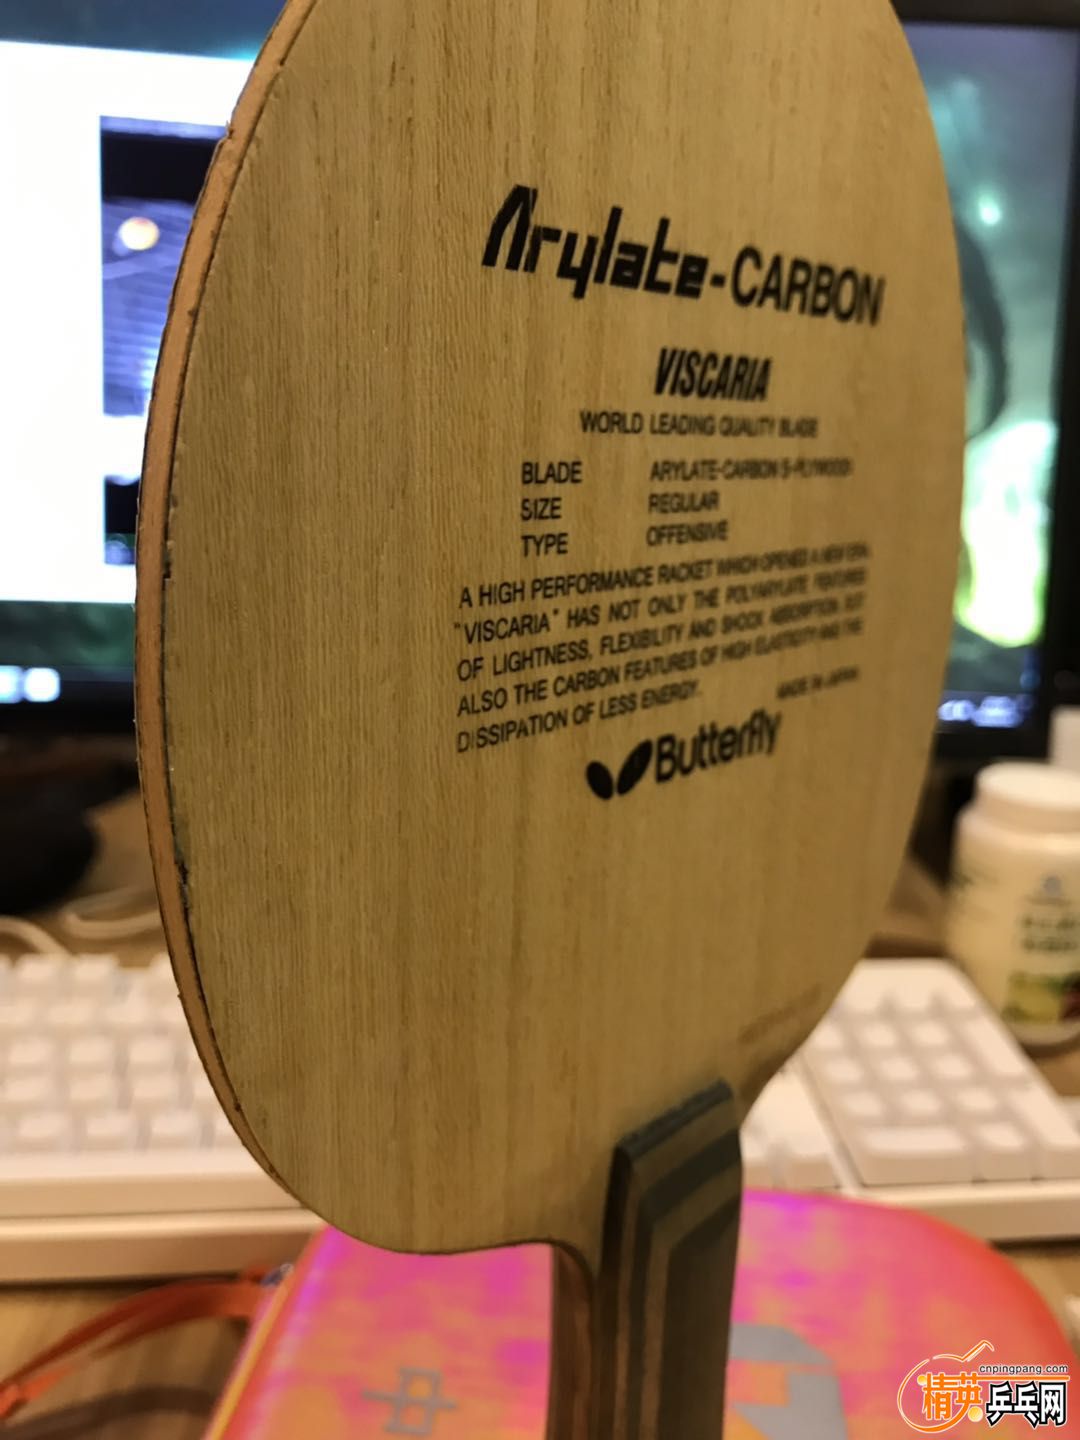 Arylate-CARBON
VISCARIA
WORLD LEADING QUALITY BLADE
BLADE ARYLATE-CARBON 5-PLYWOOD
SIZE REGULAR
TYPE OFFENSIVE
A HIGH PERFORMANCE RACKET WHICH OPENED A NEW ERA.
"VISCARIA" HAS NOT ONLY THE POLYARYLATE FEATURES
OF LIGHTNESS, FLEXIBILITY AND SHOCK ABSORPTION BUT
ALSO THE CARBON FEATURES OF HIGH ELASTICITY AND THE
DISSIPATION OF LESS ENERGY.
MADE IN JAPAN
Butterfly
cnpingpang.com
精英乒乓网